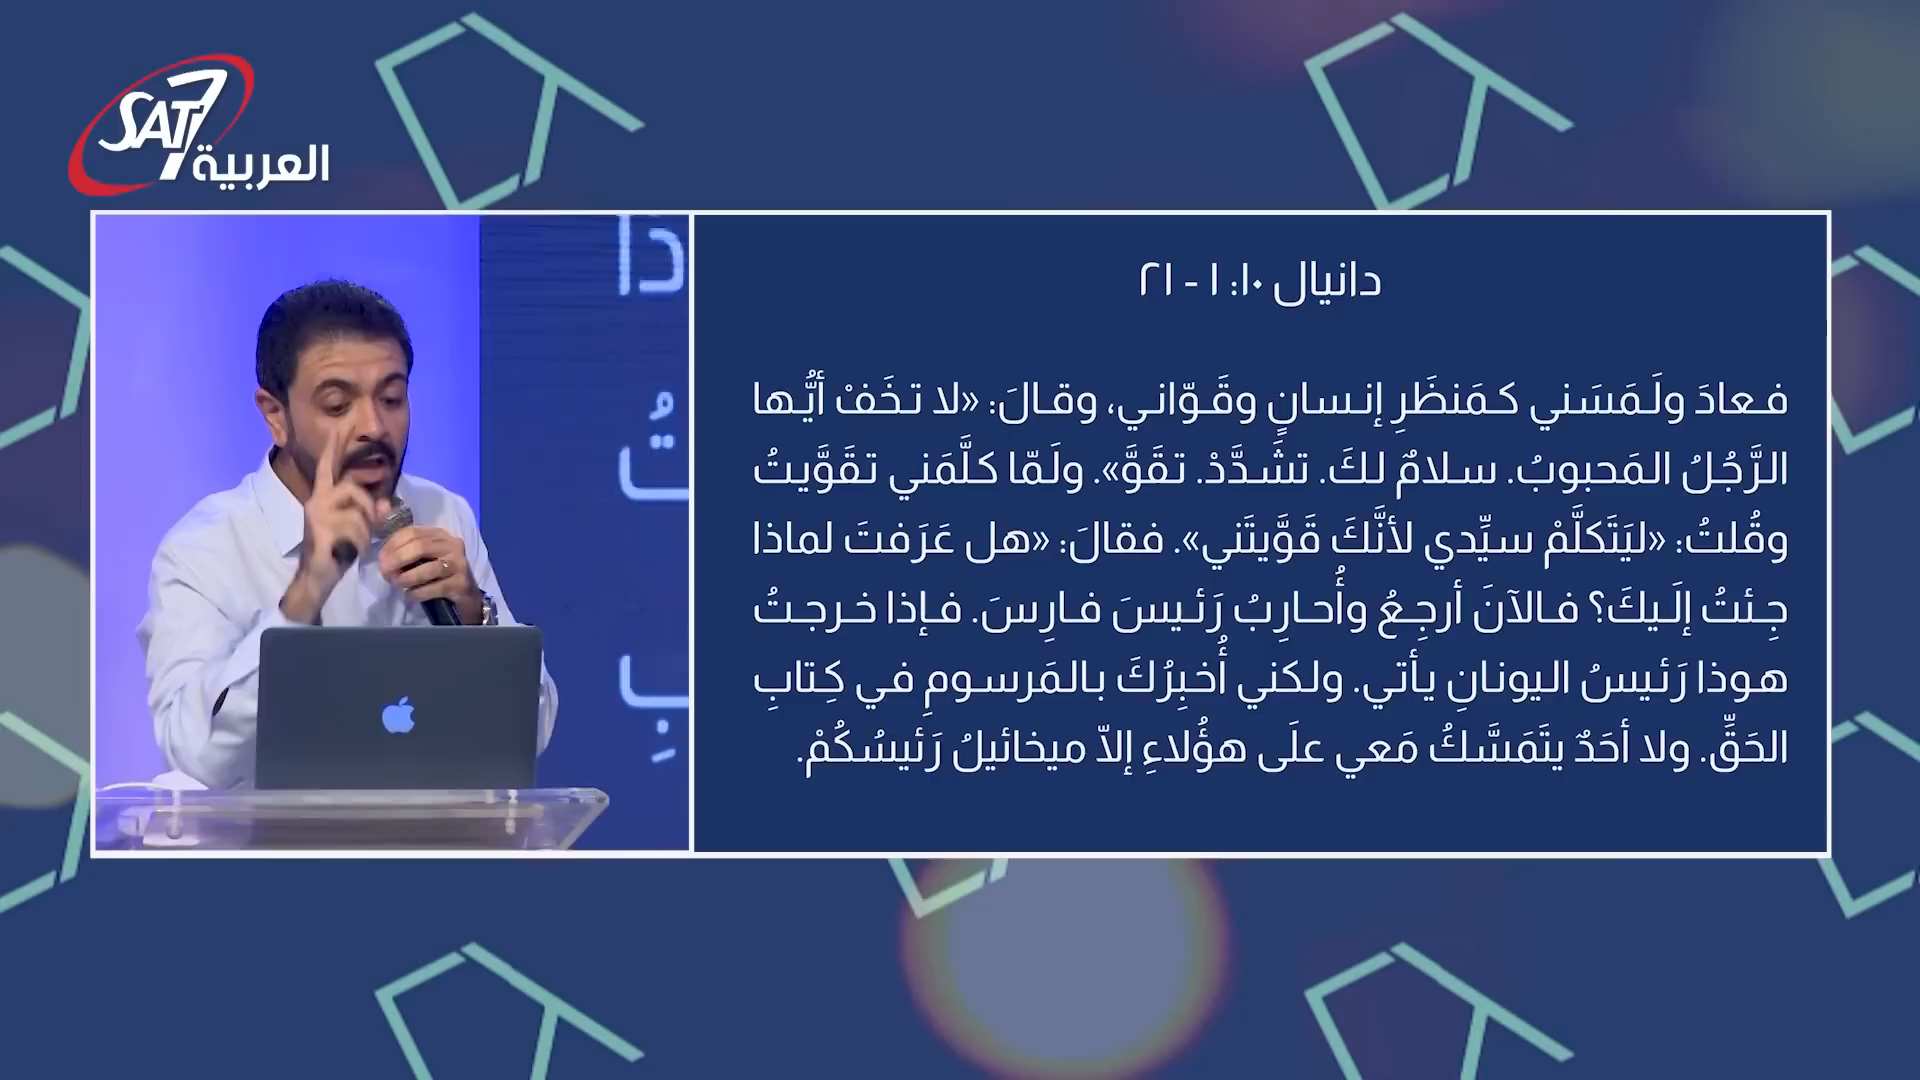 SAT7
العربية
دانيال ١٠: ١ - ٢١
فعادَ ولَمَسَني كمَنظَرِ إنسانٍ وقَوّاني، وقالَ: «لا تخَفْ أيُّها
الرَّجُلُ المَحبوبُ. سلامٌ لكَ. تشَدَّدْ. تقَوَّ». ولَمّا كلَّمَني تقَوَّيتُ
وقُلتُ: «ليَتَكلَّمْ سيِّدي لأنَّكَ قَوَّيتَني». فقالَ: «هل عَرَفتَ لماذا
جِئتُ إلَيكَ؟ فالآنَ أرجِعُ وأُحارِبُ رَئيسَ فارِسَ. فإذا خرجتُ
هوذا رَئيسُ اليونانِ يأتي. ولكني أُخبِرُكَ بالمَرسومِ في كِتابِ
الحَقِّ. ولا أحَدٌ يتَمَسَّكُ مَعي علَى هؤُلاءِ إلاّ ميخائيلُ رَئيسُكُمْ.
ذا
تُ
بِ